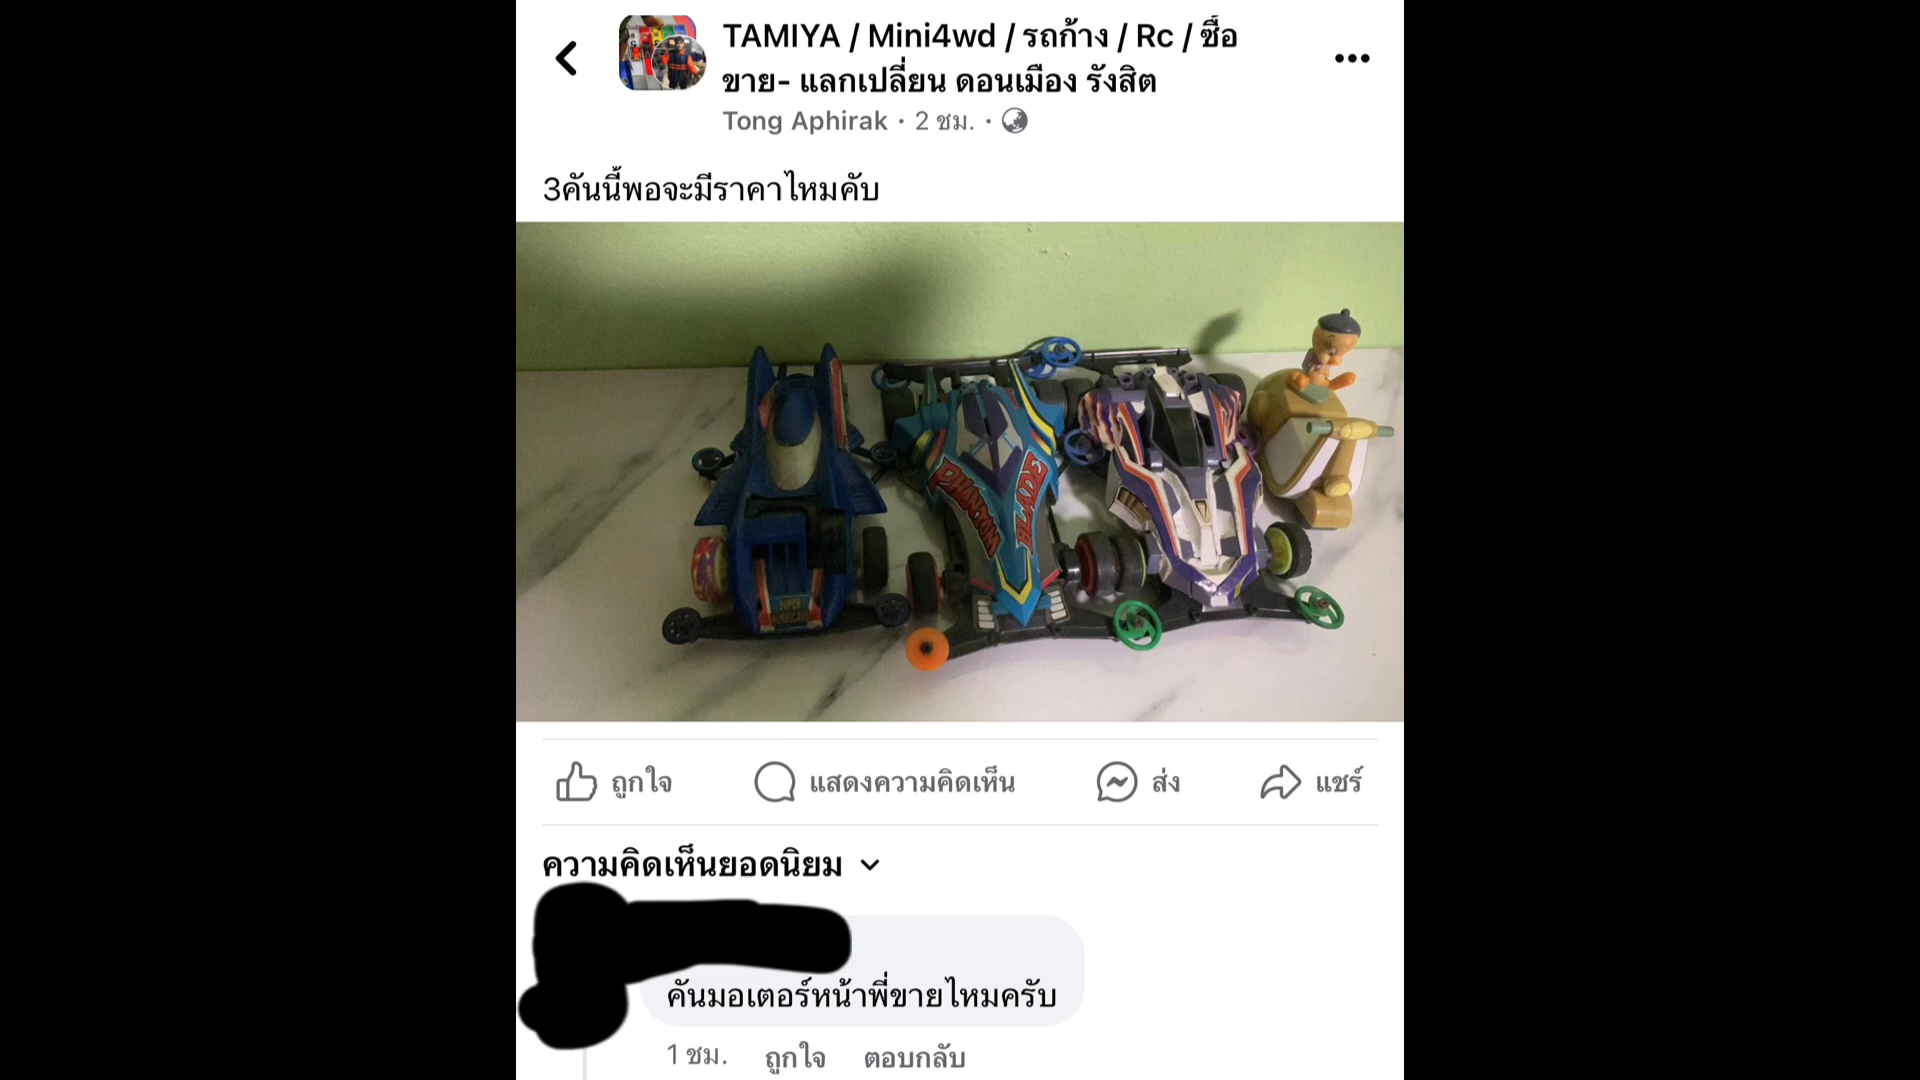 TAMIYA / Mini4wd / รถก้าง / Rc / ซื้อ
ขาย- แลกเปลี่ยน ดอนเมือง รังสิต
Tong Aphirak · 2 ชม. ·
3คันนี้พอจะมีราคาไหมคับ
PHANTOM BLADE
SUPER
ถูกใจ แสดงความคิดเห็น ส่ง แชร์
ความคิดเห็นยอดนิยม
คันมอเตอร์หน้าพี่ขายไหมครับ
1 ชม. ถูกใจ ตอบกลับ